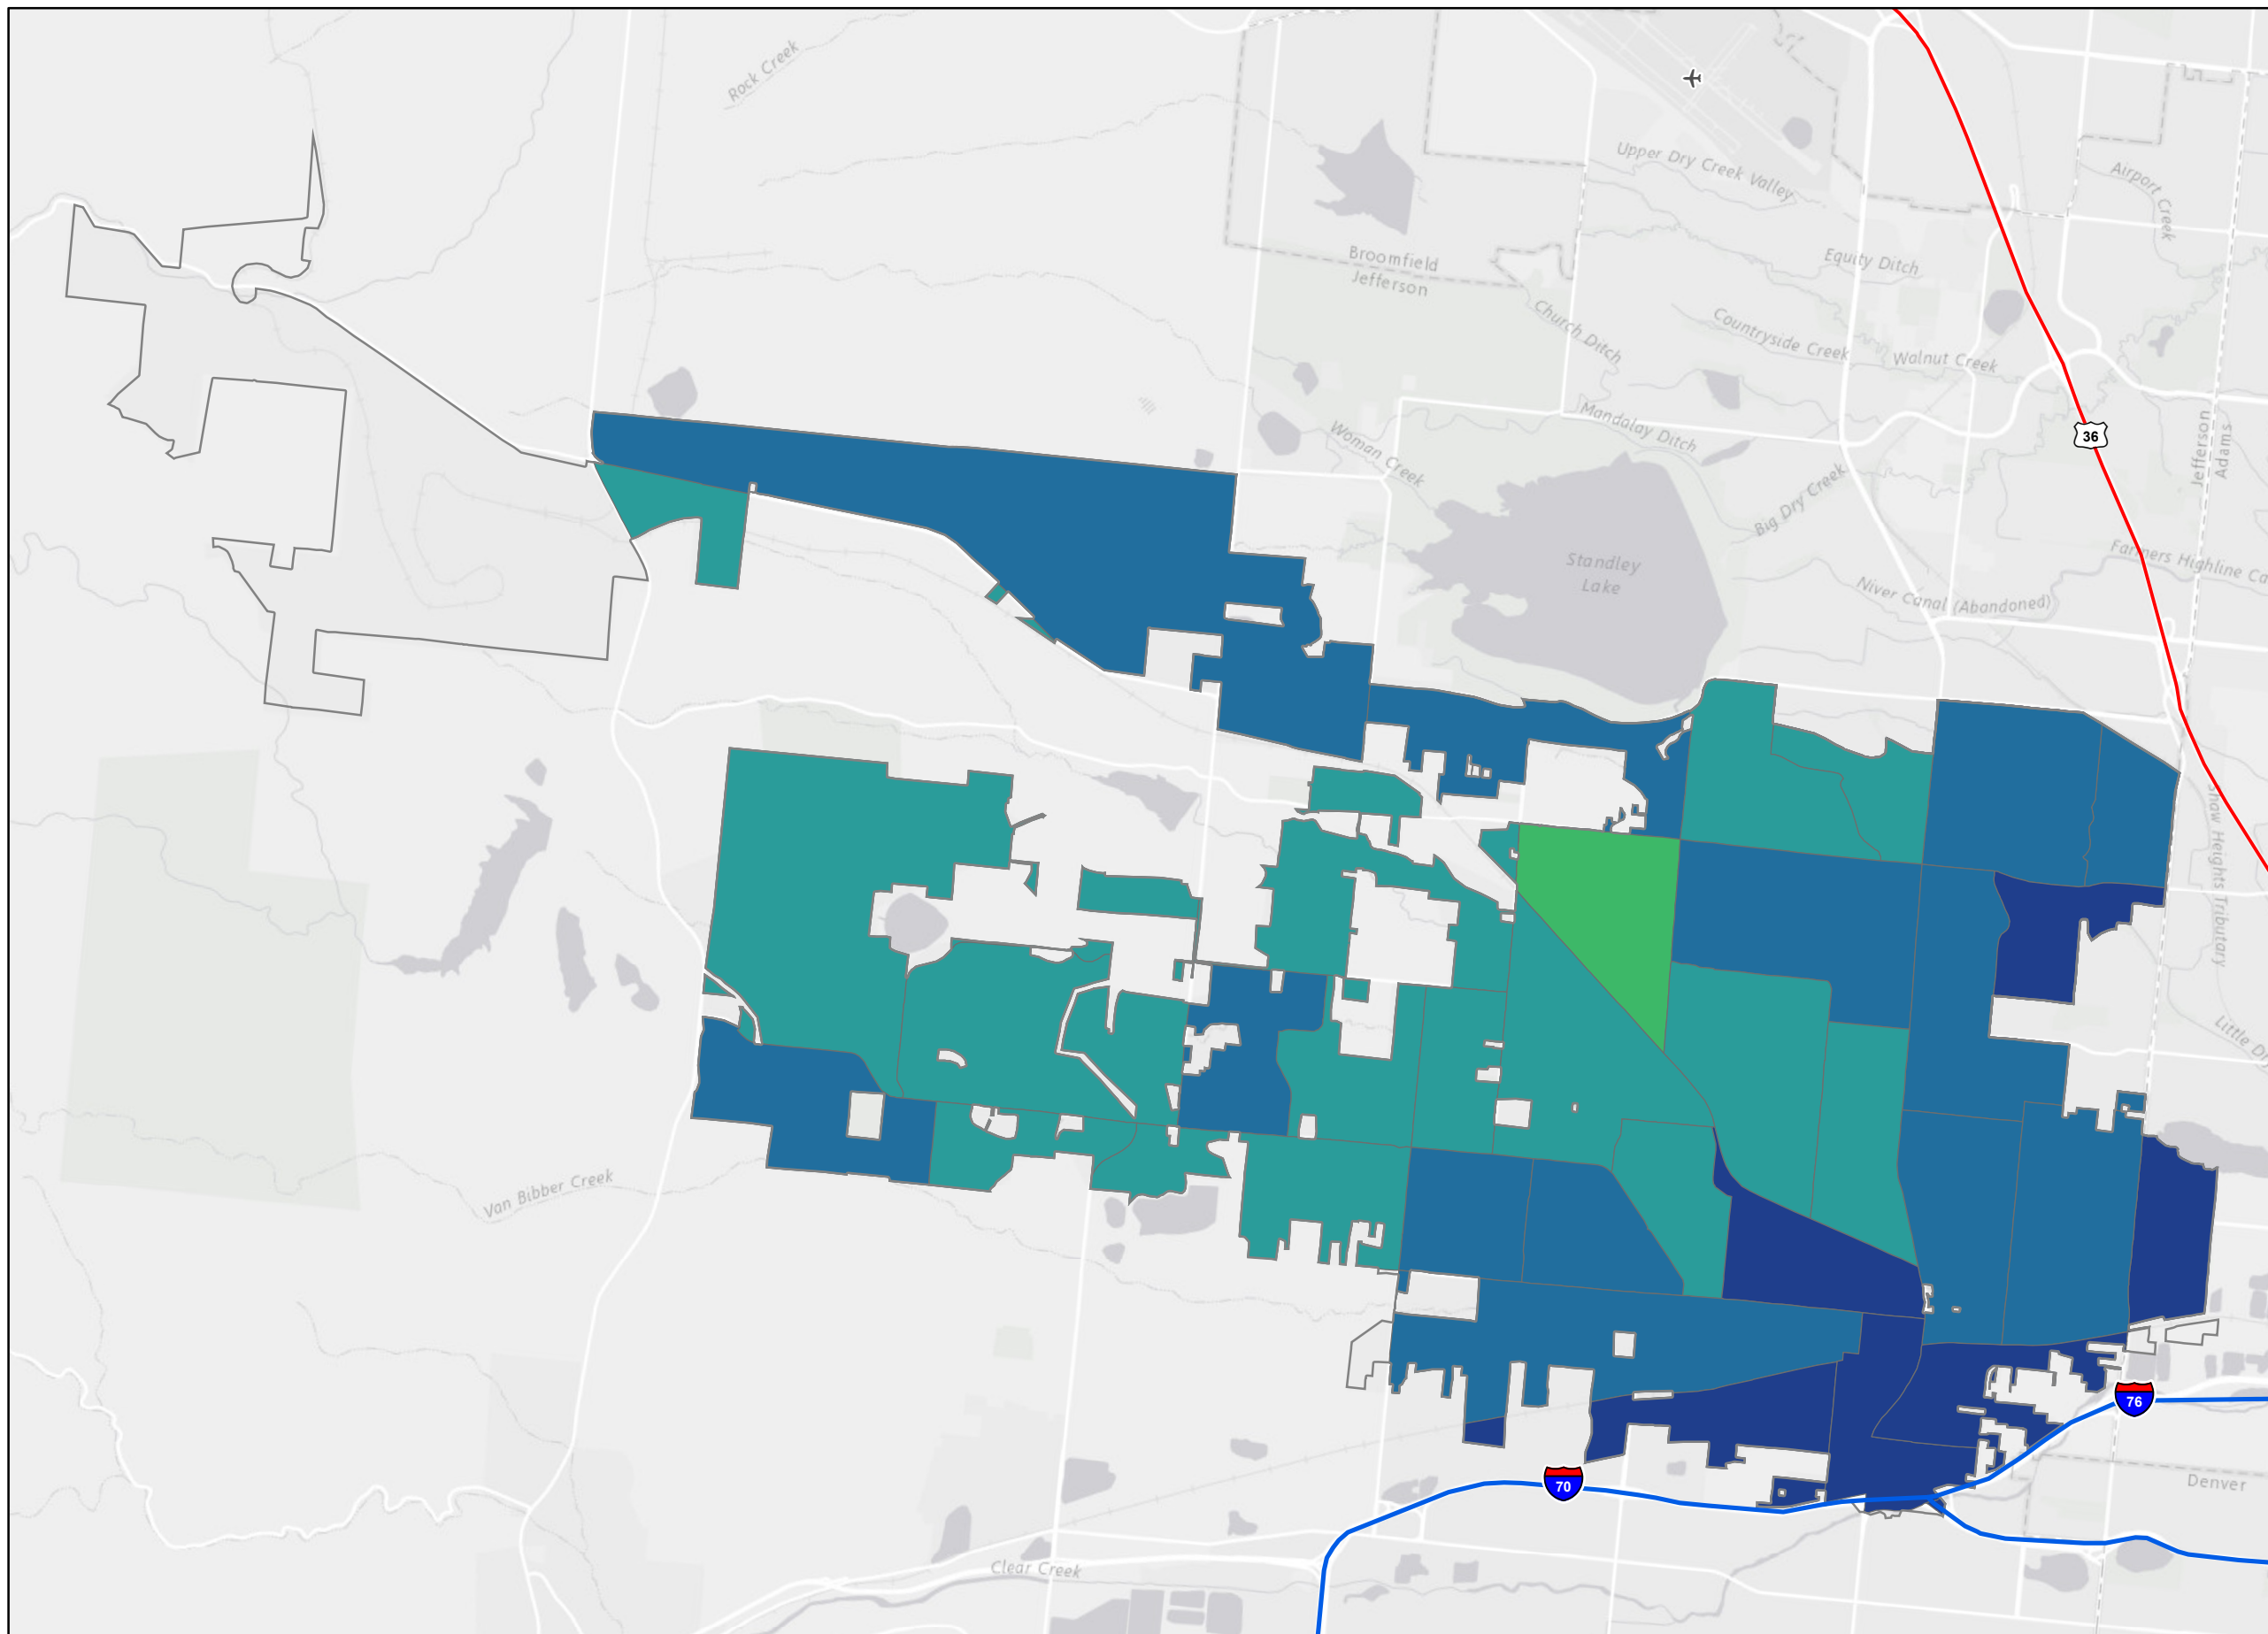 Rock Creek
Upper Dry Creek Valley
Airport
Creek
Broomfield
Jefferson
Equity Ditch
Church Ditch
Countryside Creek
Walnut Creek
Mandalay Ditch
Woman Creek
36
Jefferson
Adams
Big Dry Creek
Standley
Lake
Farmers Highline Ca
Niver Canal (Abandoned)
Shaw Heights Tributary
Little D
Van Bibber Creek
76
70
Denver
Clear Creek